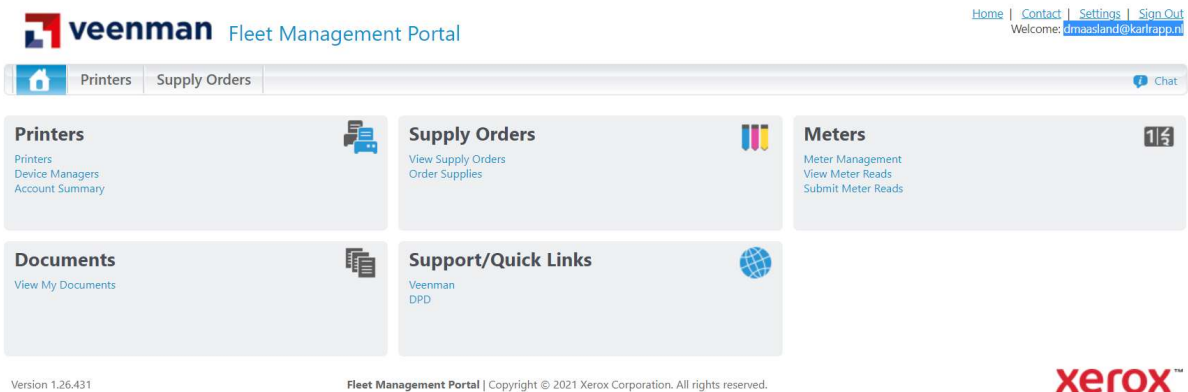 Home | Contact | Settings | Sign Out
veenman Fleet Management Portal
Welcome: dmaasland@karlrapp.nl
Printers Supply Orders
Chat
Printers
Printers
Device Managers
Account Summary
Supply Orders
View Supply Orders
Order Supplies
Meters
Meter Management
View Meter Reads
Submit Meter Reads
Documents
View My Documents
Support/Quick Links
Veenman
DPD
Version 1.26.431
Fleet Management Portal | Copyright © 2021 Xerox Corporation. All rights reserved.
xerox™